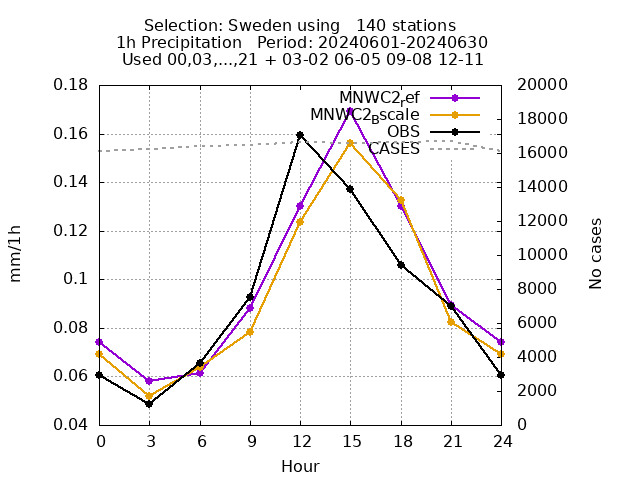 Selection: Sweden using   140 stations
1h Precipitation   Period: 20240601-20240630
Used 00,03,...,21 + 03-02 06-05 09-08 12-11
MNWC2ref
MNWC2Bscale
OBS
CASES
0.18
0.16
0.14
0.12
0.1
0.08
0.06
0.04
mm/1h
20000
18000
16000
14000
12000
10000
8000
6000
4000
2000
0
No cases
0 3 6 9 12 15 18 21 24
Hour